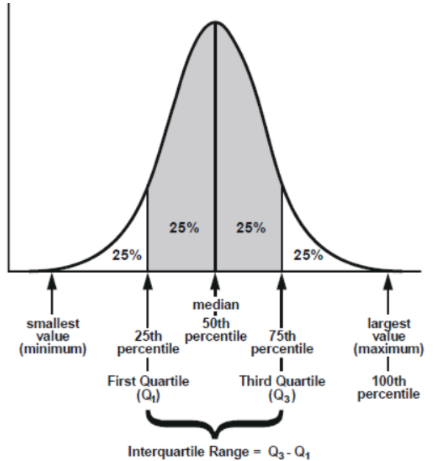 25%
25%
25%
25%
smallest
value
(minimum)
25th
percentile
median
50th
percentile
75th
percentile
largest
value
(maximum)
First Quartile
(Q₁)
Third Quartile
(Q₃)
100th
percentile
Interquartile Range = Q₃ - Q₁